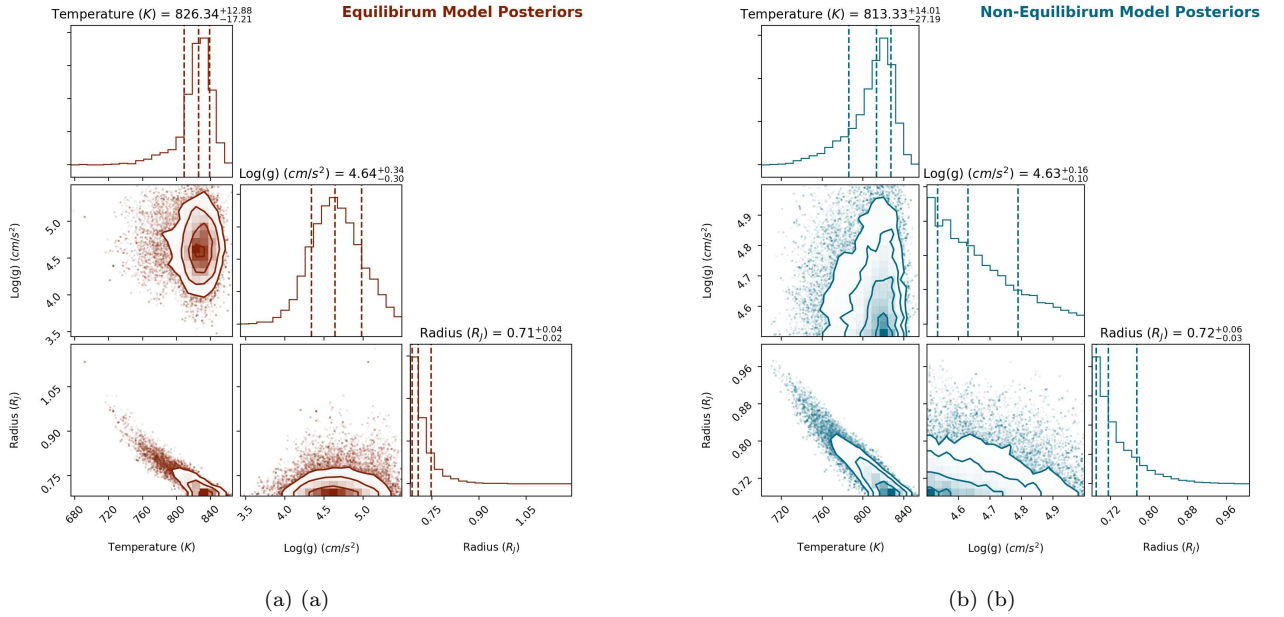 Equilibirum Model Posteriors
Temperature (K) = 826.34 +12.88 −17.21
Log(g) (cm/s²) = 4.64 +0.34 −0.30
Radius (R_J) = 0.71 +0.04 −0.02
Log(g) (cm/s²)
5.0
4.5
4.0
3.5
Radius (R_J)
1.05
0.90
0.75
680 720 760 800 840
3.5 4.0 4.5 5.0
0.75 0.90 1.05
Temperature (K)
Log(g) (cm/s²)
Radius (R_J)
(a) (a)
Non-Equilibirum Model Posteriors
Temperature (K) = 813.33 +14.01 −27.19
Log(g) (cm/s²) = 4.63 +0.16 −0.10
Radius (R_J) = 0.72 +0.06 −0.03
Log(g) (cm/s²)
4.9
4.8
4.7
4.6
Radius (R_J)
0.96
0.88
0.80
0.72
720 760 800 840
4.6 4.7 4.8 4.9
0.72 0.80 0.88 0.96
Temperature (K)
Log(g) (cm/s²)
Radius (R_J)
(b) (b)